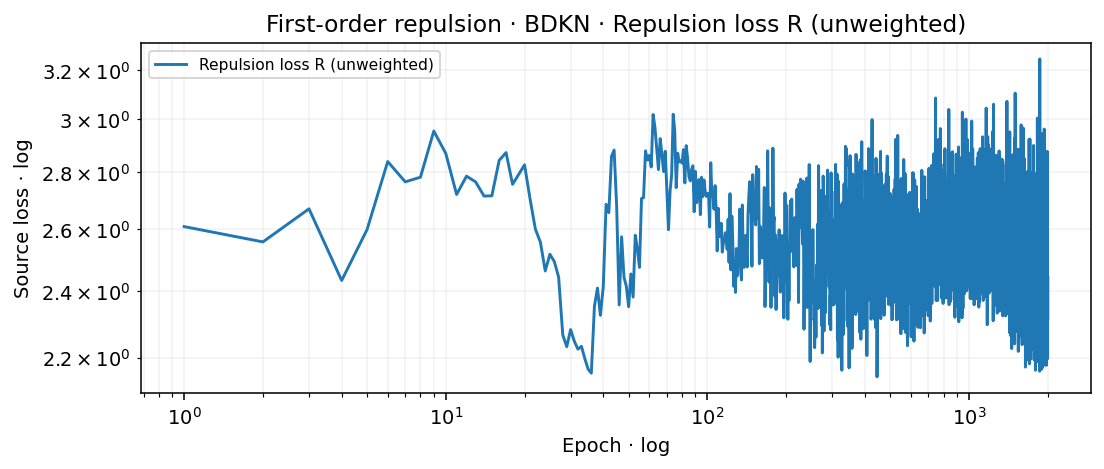 First-order repulsion · BDKN · Repulsion loss R (unweighted)
Repulsion loss R (unweighted)
Source loss · log
3.2 × 10⁰
3 × 10⁰
2.8 × 10⁰
2.6 × 10⁰
2.4 × 10⁰
2.2 × 10⁰
10⁰ 10¹ 10² 10³
Epoch · log